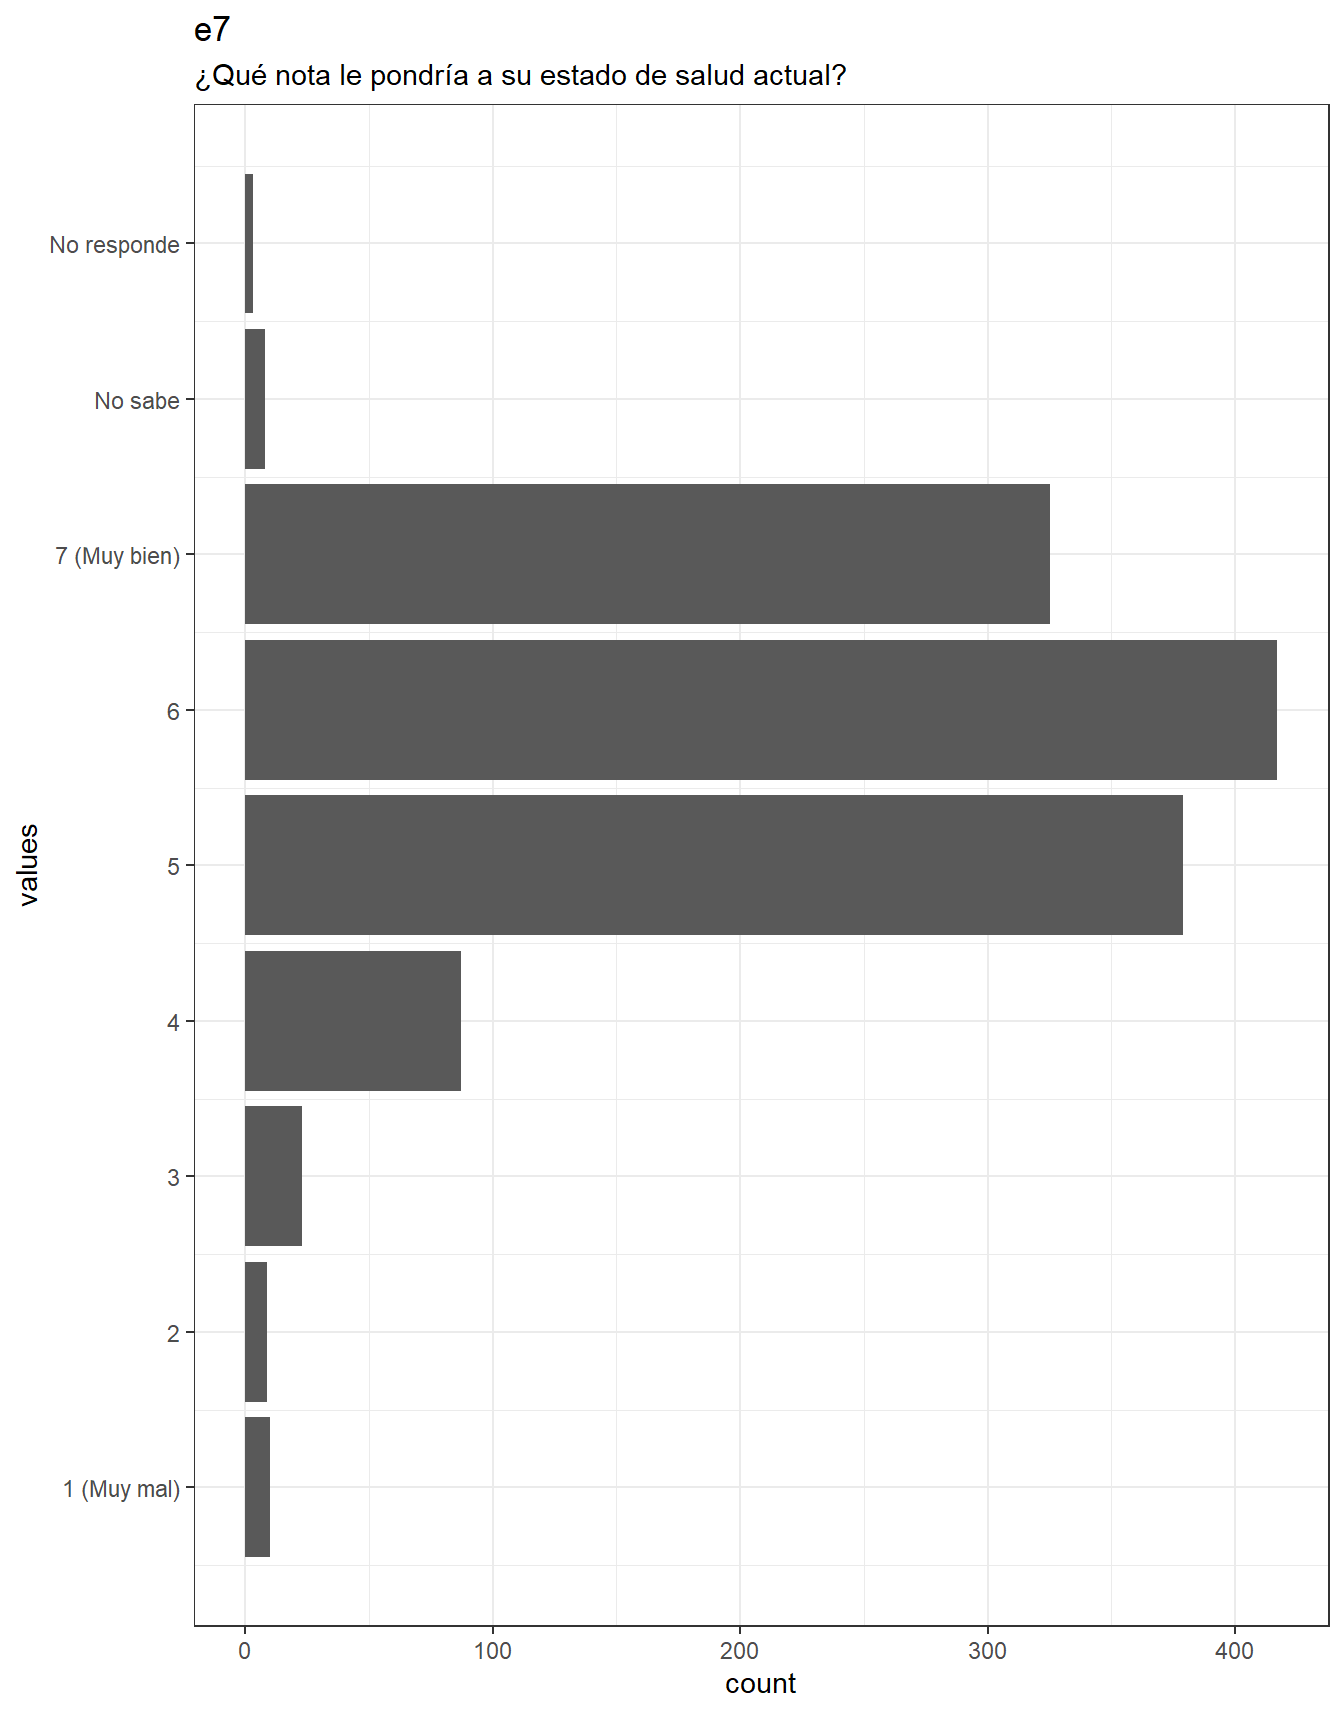 e7
¿Qué nota le pondría a su estado de salud actual?
No responde
No sabe
7 (Muy bien)
6
5
4
3
2
1 (Muy mal)
values
0 100 200 300 400
count